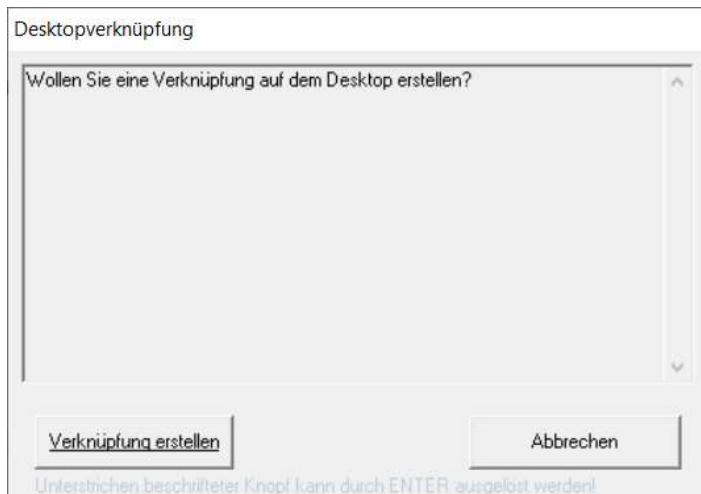 Desktopverknüpfung
Wollen Sie eine Verknüpfung auf dem Desktop erstellen?
Verknüpfung erstellen
Abbrechen
Unterstrichen beschrifteter Knopf kann durch ENTER ausgelöst werden!